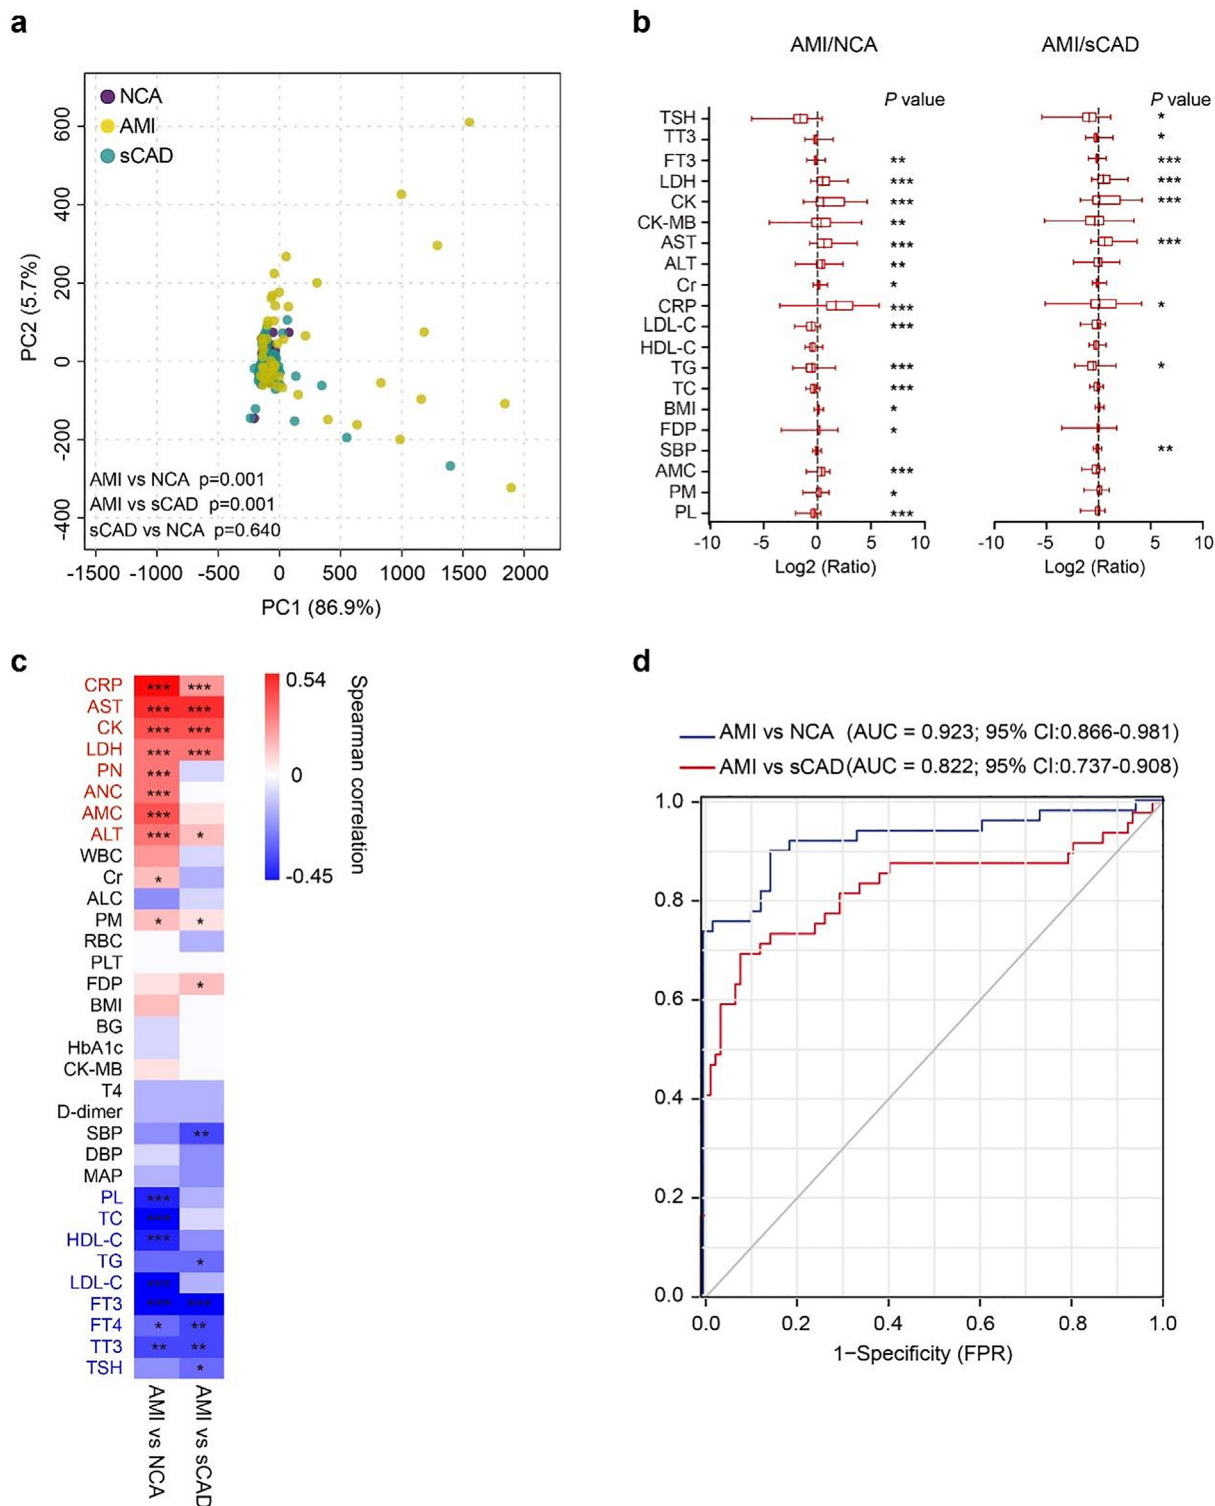 a
NCA
AMI
sCAD
600
400
200
0
-200
-400
PC2 (5.7%)
AMI vs NCA p=0.001
AMI vs sCAD p=0.001
sCAD vs NCA p=0.640
-1500 -1000 -500 0 500 1000 1500 2000
PC1 (86.9%)
b
AMI/NCA AMI/sCAD
P value P value
TSH *
TT3 *
FT3 ** ***
LDH *** ***
CK *** ***
CK-MB **
AST *** ***
ALT **
Cr *
CRP *** *
LDL-C ***
HDL-C
TG *** *
TC ***
BMI *
FDP *
SBP **
AMC ***
PM *
PL ***
-10 -5 0 5 10 -10 -5 0 5 10
Log2 (Ratio) Log2 (Ratio)
c
CRP *** ***
AST *** ***
CK *** ***
LDH *** ***
PN ***
ANC ***
AMC ***
ALT *** *
WBC
Cr *
ALC
PM * *
RBC
PLT
FDP *
BMI
BG
HbA1c
CK-MB
T4
D-dimer
SBP **
DBP
MAP
PL ***
TC ***
HDL-C ***
TG *
LDL-C ***
FT3 *** ***
FT4 * **
TT3 ** **
TSH *
AMI vs NCA
AMI vs sCAD
0.54
0
-0.45
Spearman correlation
d
AMI vs NCA (AUC = 0.923; 95% CI:0.866-0.981)
AMI vs sCAD(AUC = 0.822; 95% CI:0.737-0.908)
1.0
0.8
0.6
0.4
0.2
0.0
0.0 0.2 0.4 0.6 0.8 1.0
1−Specificity (FPR)